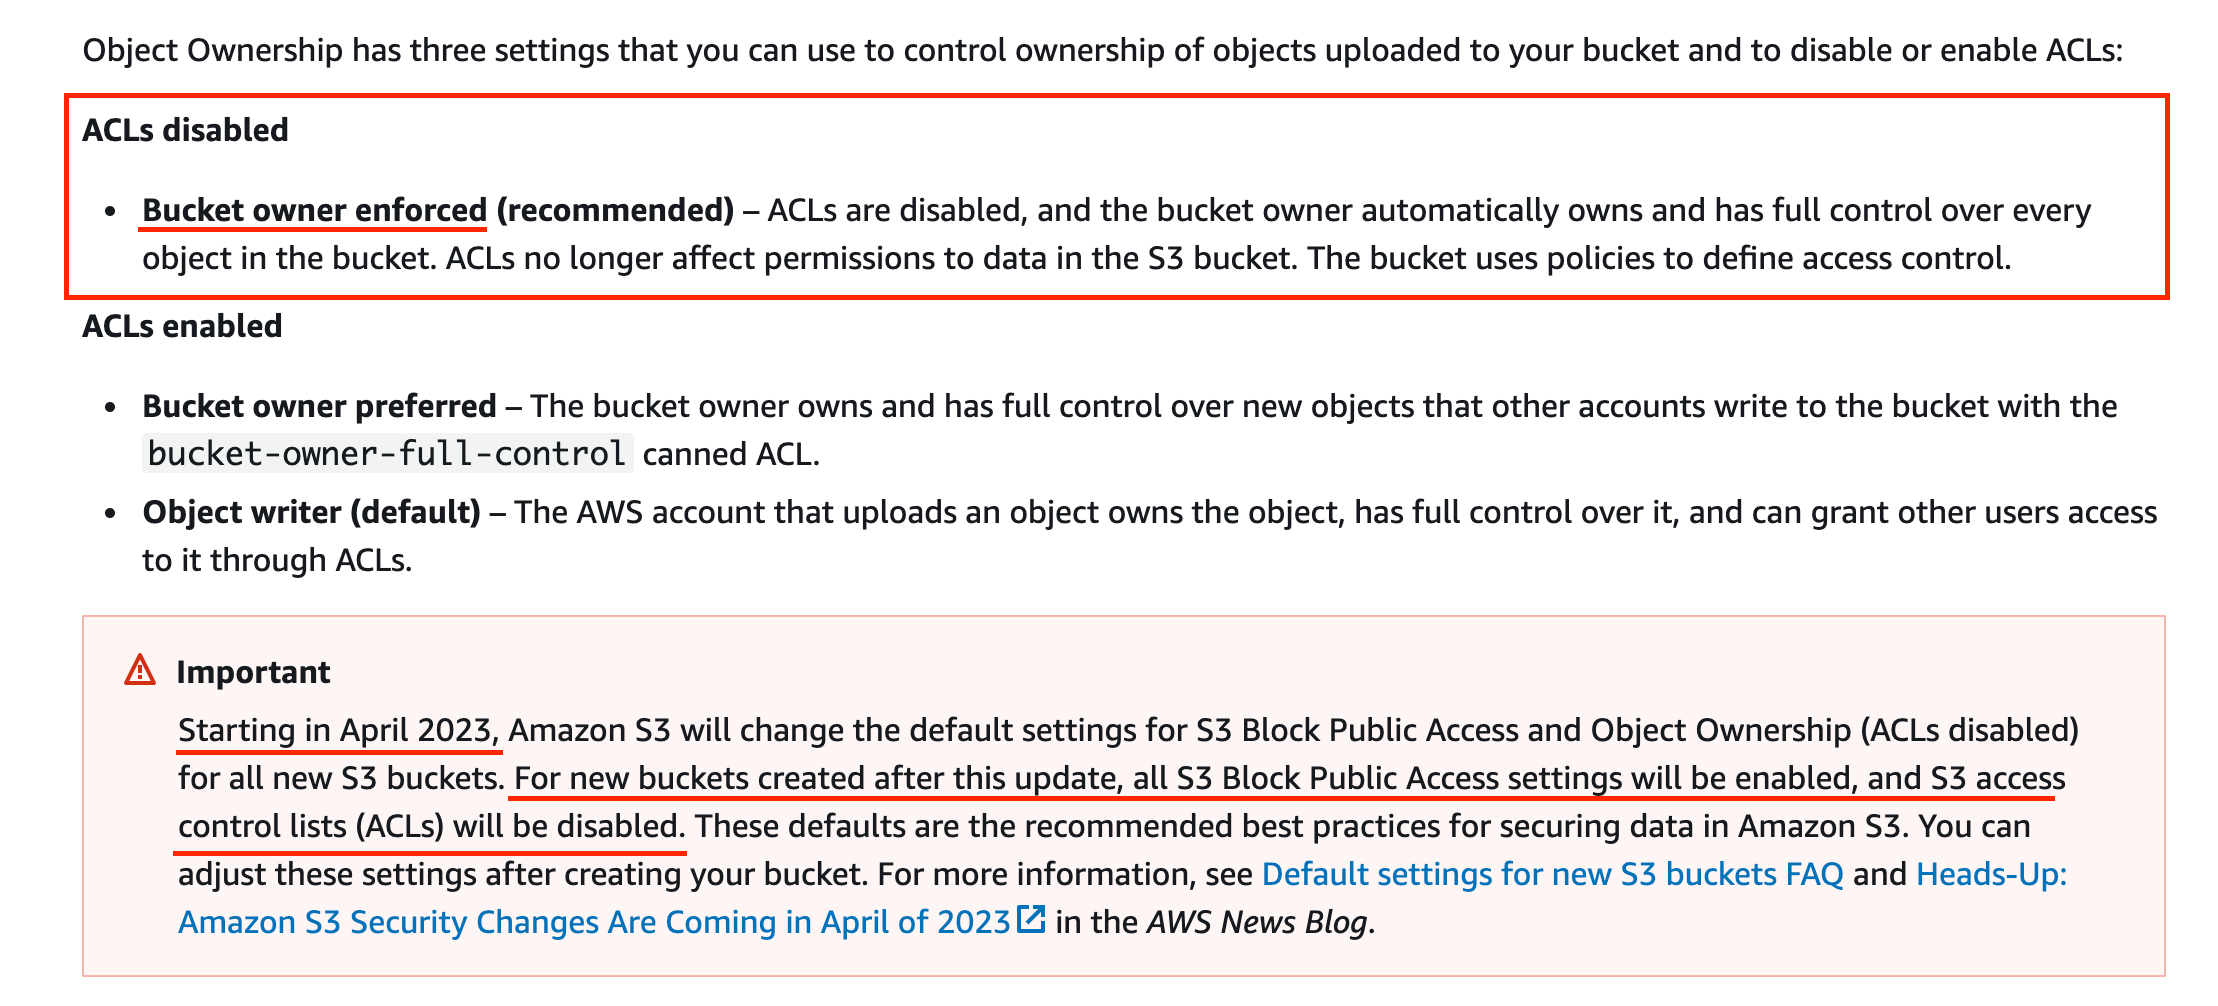 Object Ownership has three settings that you can use to control ownership of objects uploaded to your bucket and to disable or enable ACLs:
ACLs disabled
• Bucket owner enforced (recommended) – ACLs are disabled, and the bucket owner automatically owns and has full control over every
object in the bucket. ACLs no longer affect permissions to data in the S3 bucket. The bucket uses policies to define access control.
ACLs enabled
• Bucket owner preferred – The bucket owner owns and has full control over new objects that other accounts write to the bucket with the
bucket-owner-full-control canned ACL.
• Object writer (default) – The AWS account that uploads an object owns the object, has full control over it, and can grant other users access
to it through ACLs.
Important
Starting in April 2023, Amazon S3 will change the default settings for S3 Block Public Access and Object Ownership (ACLs disabled)
for all new S3 buckets. For new buckets created after this update, all S3 Block Public Access settings will be enabled, and S3 access
control lists (ACLs) will be disabled. These defaults are the recommended best practices for securing data in Amazon S3. You can
adjust these settings after creating your bucket. For more information, see Default settings for new S3 buckets FAQ and Heads-Up:
Amazon S3 Security Changes Are Coming in April of 2023 in the AWS News Blog.